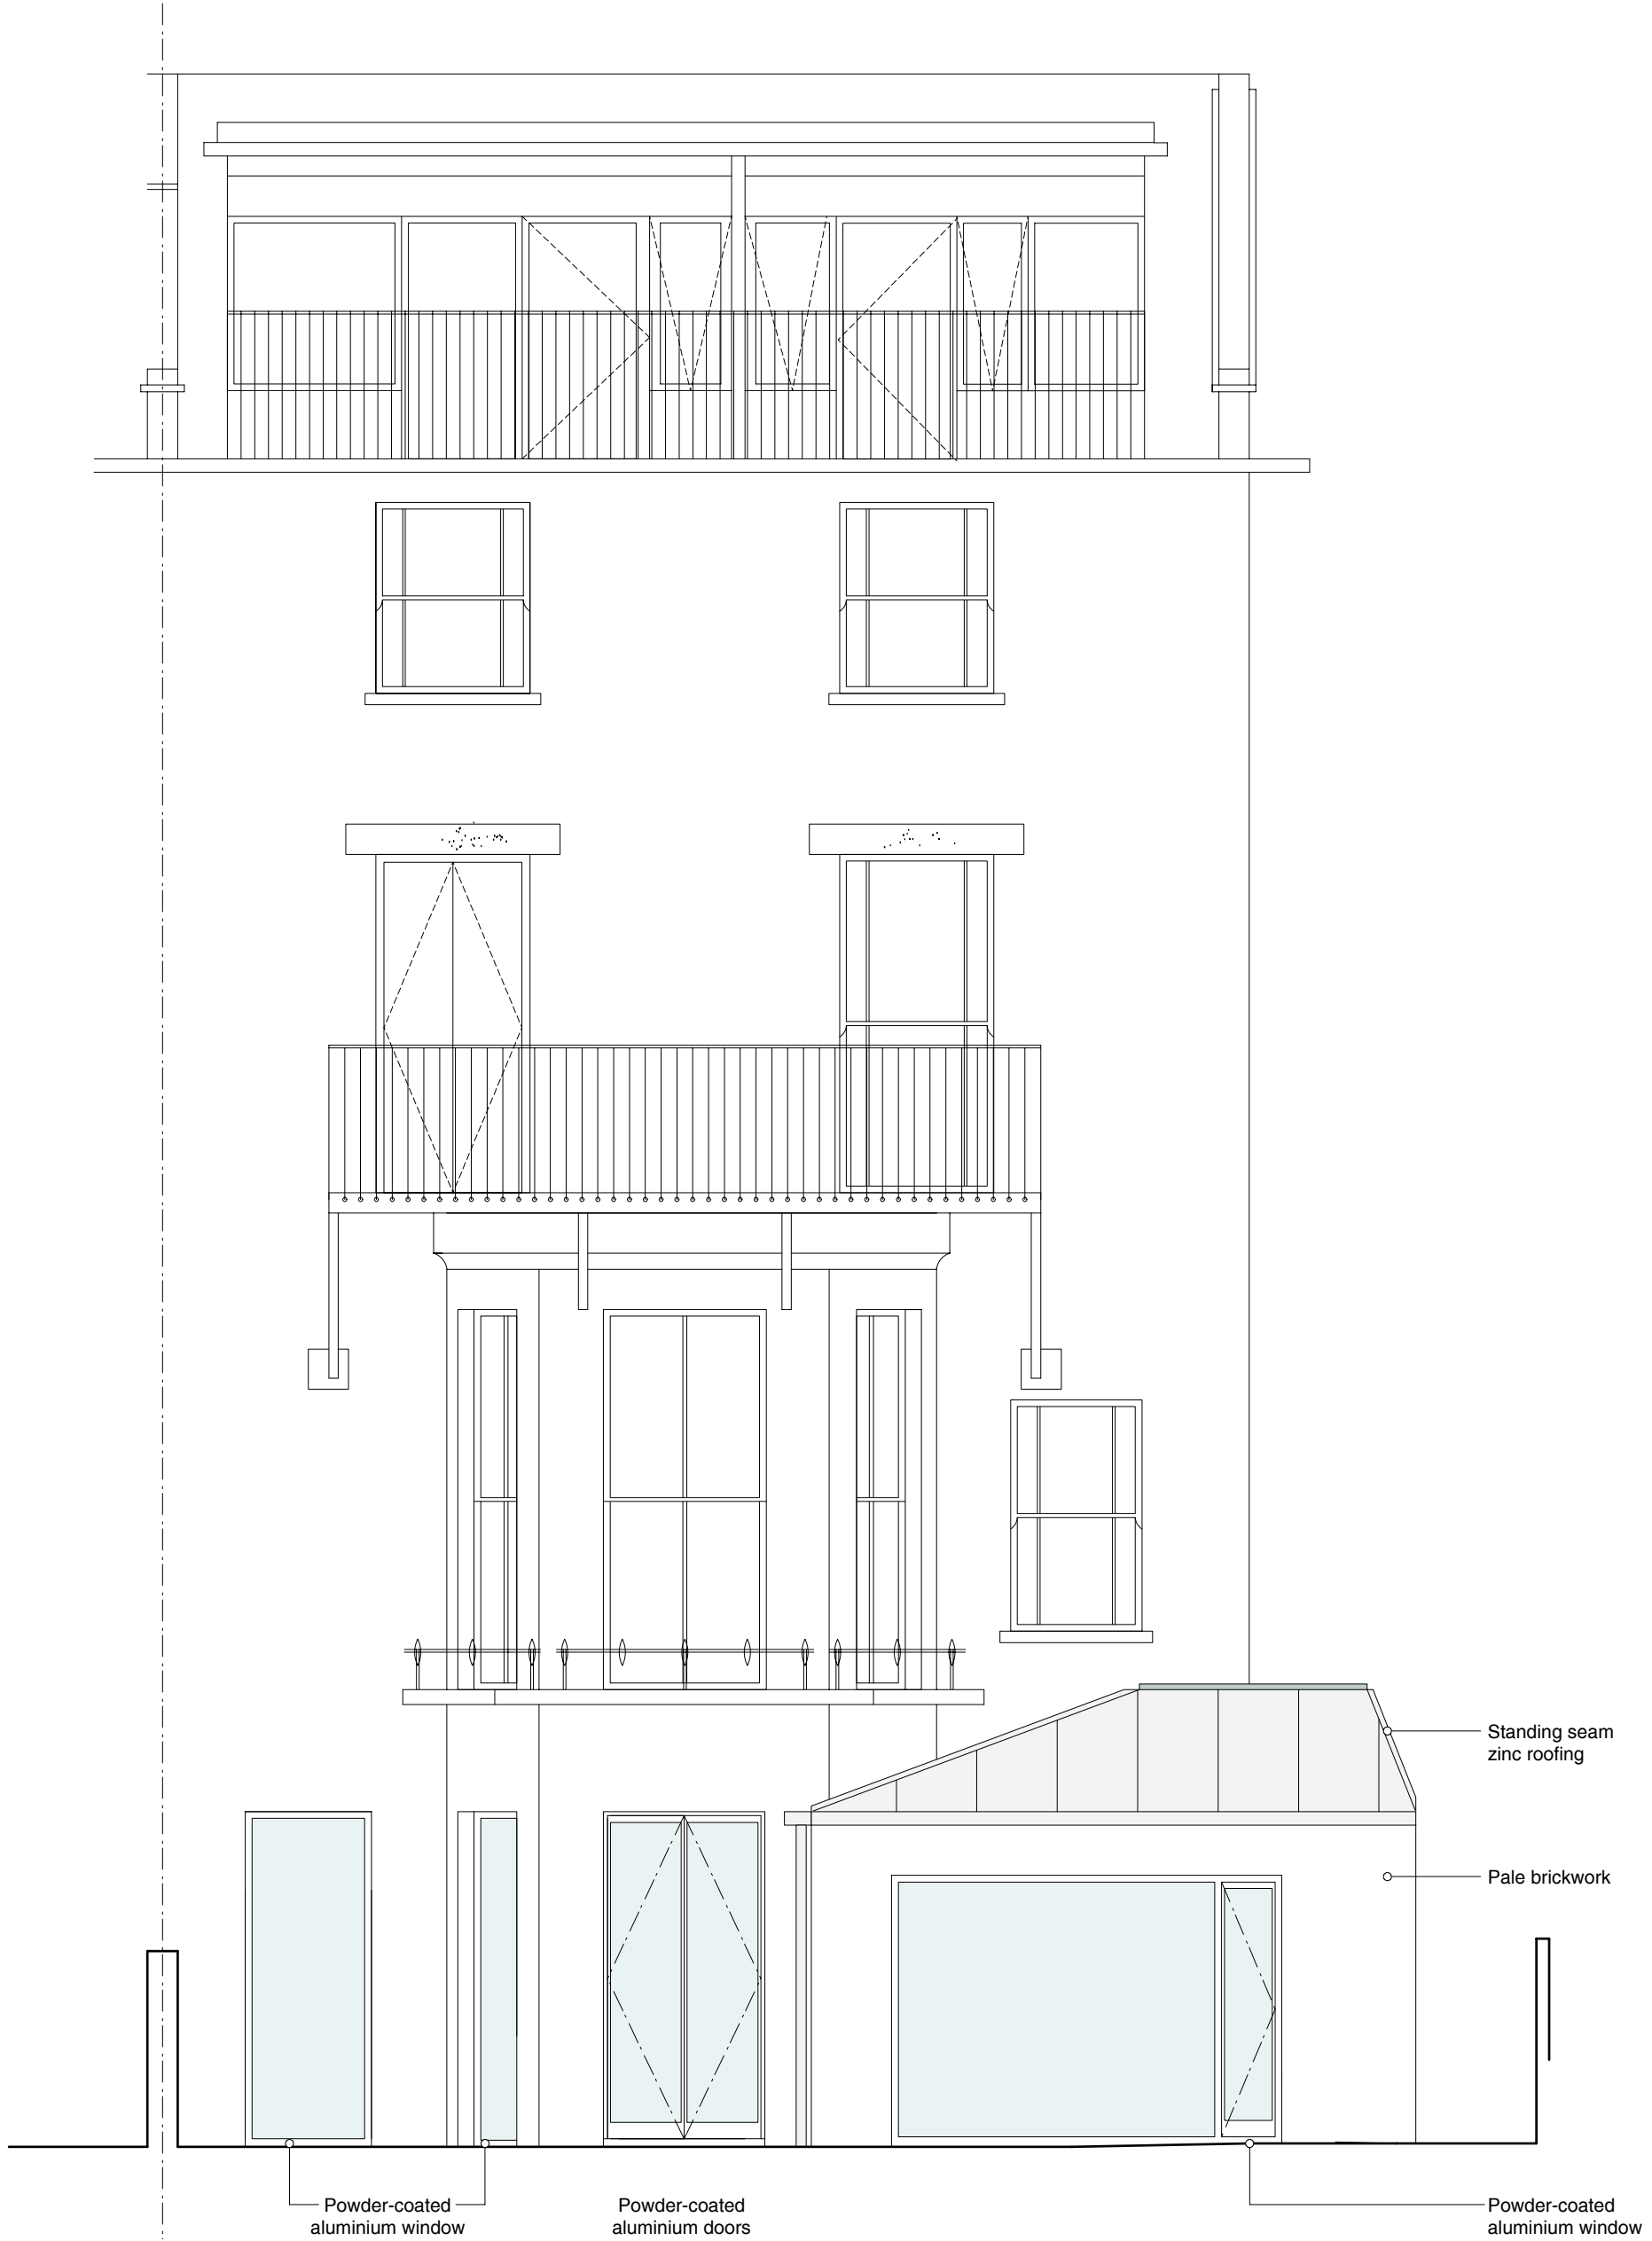 Standing seam
zinc roofing
Pale brickwork
Powder-coated
aluminium window
Powder-coated
aluminium doors
Powder-coated
aluminium window